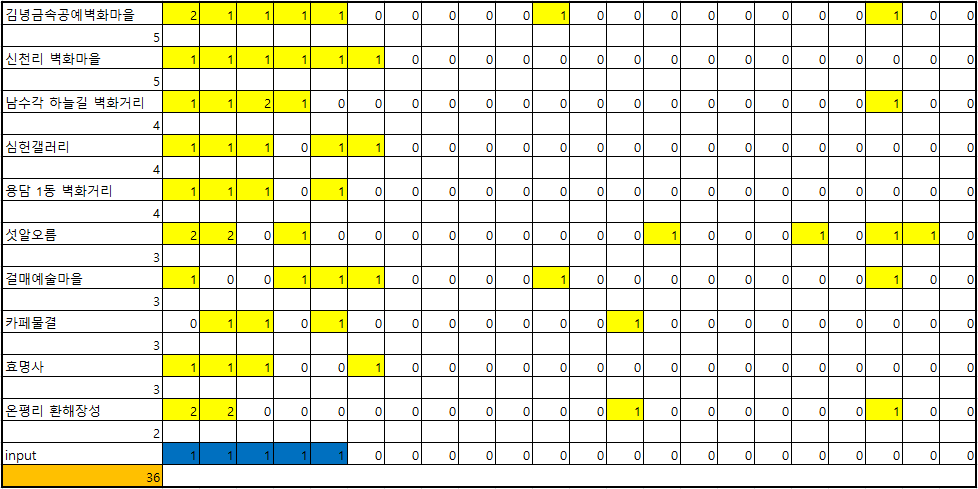 김녕금속공예벽화마을 2 1 1 1 1 0 0 0 0 0 1 0 0 0 0 0 0 0 0 1 0 0
5
신천리 벽화마을 1 1 1 1 1 1 0 0 0 0 0 0 0 0 0 0 0 0 0 0 0 0
5
남수각 하늘길 벽화거리 1 1 2 1 0 0 0 0 0 0 0 0 0 0 0 0 0 0 0 1 0 0
4
심헌갤러리 1 1 1 0 1 1 0 0 0 0 0 0 0 0 0 0 0 0 0 0 0 0
4
용담 1동 벽화거리 1 1 1 0 1 0 0 0 0 0 0 0 0 0 0 0 0 0 0 0 0 0
4
섯알오름 2 2 0 1 0 0 0 0 0 0 0 0 0 1 0 0 0 1 0 1 1 0
3
걸매예술마을 1 0 0 1 1 1 0 0 0 0 1 0 0 0 0 0 0 0 0 1 0 0
3
카페물결 0 1 1 0 1 0 0 0 0 0 0 0 1 0 0 0 0 0 0 0 0 0
3
효명사 1 1 1 0 0 1 0 0 0 0 0 0 0 0 0 0 0 0 0 0 0 0
3
온평리 환해장성 2 2 0 0 0 0 0 0 0 0 0 0 1 0 0 0 0 0 0 1 0 0
2
input 1 1 1 1 1 0 0 0 0 0 0 0 0 0 0 0 0 0 0 0 0 0
36